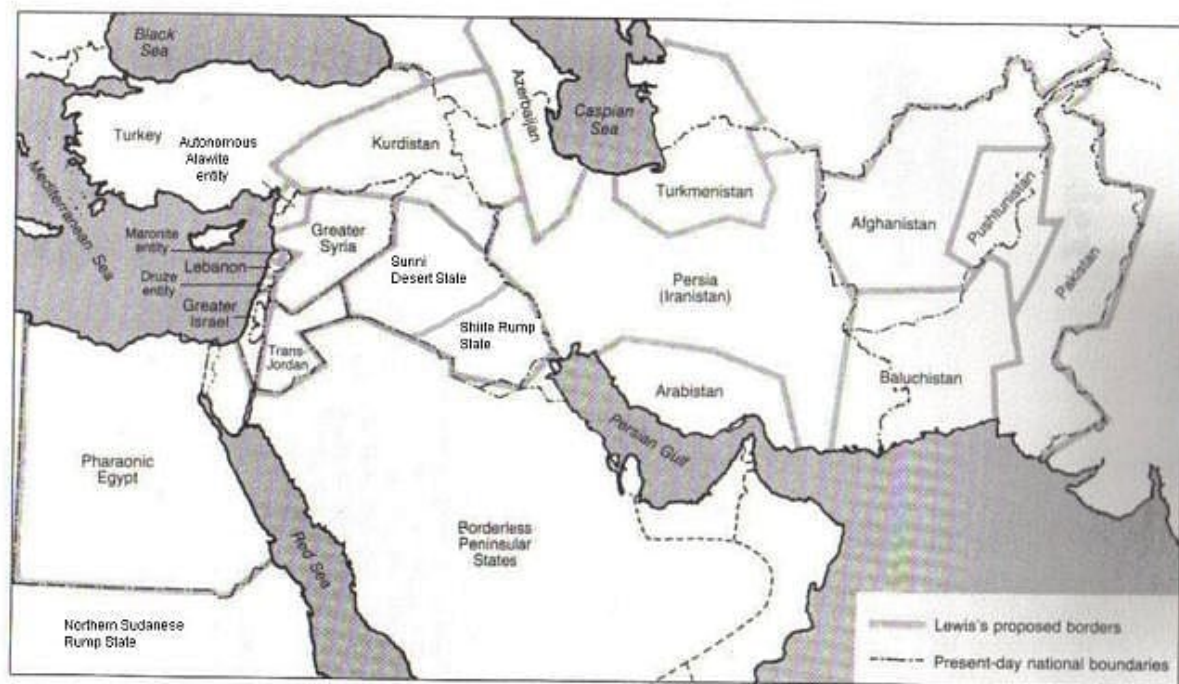 Black
Sea
Turkey
Autonomous
Alawite
entity
Kurdistan
Azerbaijan
Caspian
Sea
Turkmenistan
Afghanistan
Pushtunistan
Pakistan
Mediterranean Sea
Maronite
entity
Lebanon
Druze
entity
Greater
Israel
Greater
Syria
Sunni
Desert State
Shiite Rump
State
Trans-
Jordan
Persia
(Iranistan)
Arabistan
Baluchistan
Persian Gulf
Pharaonic
Egypt
Red Sea
Borderless
Peninsular
States
Northern Sudanese
Rump State
Lewis's proposed borders
Present-day national boundaries